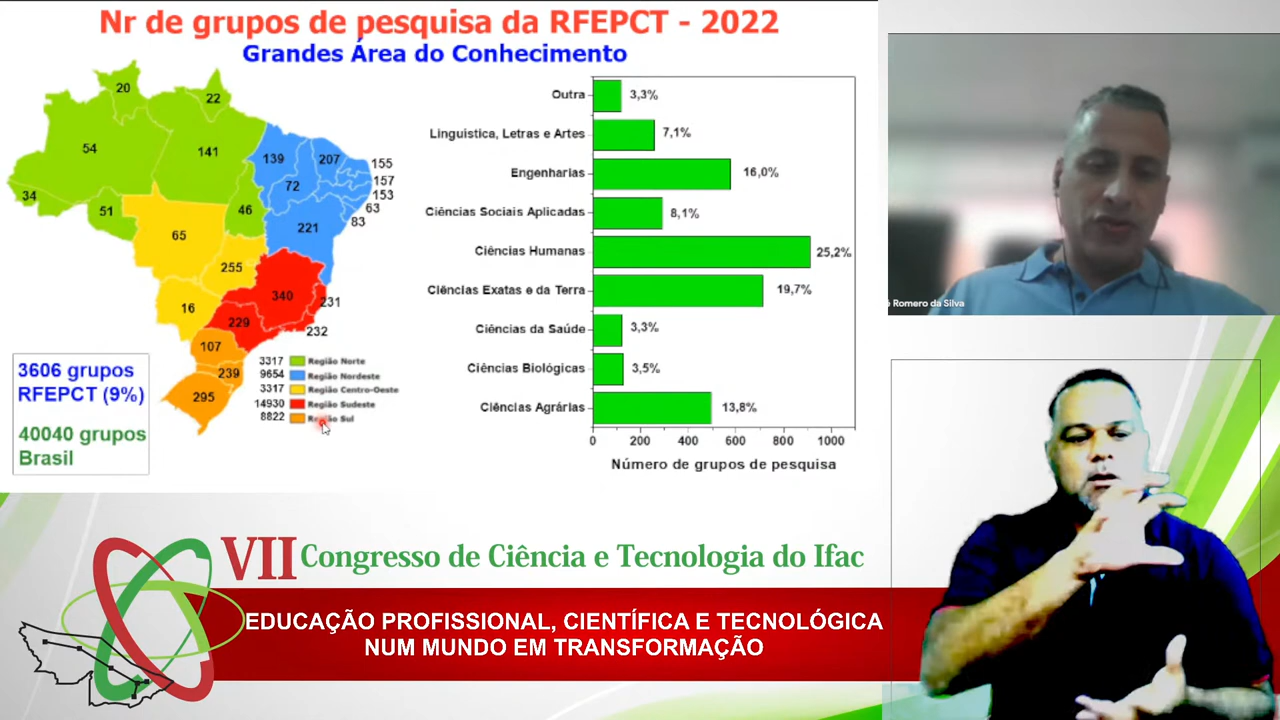 Nr de grupos de pesquisa da RFEPCT - 2022
Grandes Área do Conhecimento
20
22
54
141
139
207
155
157
153
63
83
72
34
51
46
221
65
255
16
340
231
229
232
107
239
295
3606 grupos
RFEPCT (9%)
40040 grupos
Brasil
3317 Região Norte
9654 Região Nordeste
3317 Região Centro-Oeste
14930 Região Sudeste
8822 Região Sul
Outra 3,3%
Linguistica, Letras e Artes 7,1%
Engenharias 16,0%
Ciências Sociais Aplicadas 8,1%
Ciências Humanas 25,2%
Ciências Exatas e da Terra 19,7%
Ciências da Saúde 3,3%
Ciências Biológicas 3,5%
Ciências Agrárias 13,8%
0 200 400 600 800 1000
Número de grupos de pesquisa
Romero da Silva
VII Congresso de Ciência e Tecnologia do Ifac
EDUCAÇÃO PROFISSIONAL, CIENTÍFICA E TECNOLÓGICA
NUM MUNDO EM TRANSFORMAÇÃO